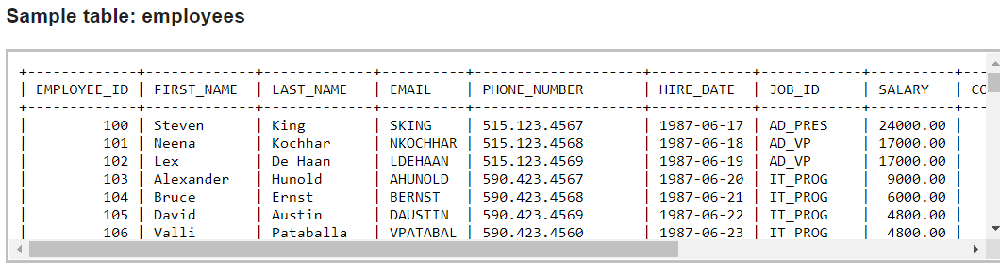 Sample table: employees
+-------------+-------------+-------------+----------+--------------------+------------+------------+----------+---
| EMPLOYEE_ID | FIRST_NAME  | LAST_NAME   | EMAIL    | PHONE_NUMBER       | HIRE_DATE  | JOB_ID     | SALARY   | CO
+-------------+-------------+-------------+----------+--------------------+------------+------------+----------+---
|         100 | Steven      | King        | SKING    | 515.123.4567       | 1987-06-17 | AD_PRES    | 24000.00 |
|         101 | Neena       | Kochhar     | NKOCHHAR | 515.123.4568       | 1987-06-18 | AD_VP      | 17000.00 |
|         102 | Lex         | De Haan     | LDEHAAN  | 515.123.4569       | 1987-06-19 | AD_VP      | 17000.00 |
|         103 | Alexander   | Hunold      | AHUNOLD  | 590.423.4567       | 1987-06-20 | IT_PROG    |  9000.00 |
|         104 | Bruce       | Ernst       | BERNST   | 590.423.4568       | 1987-06-21 | IT_PROG    |  6000.00 |
|         105 | David       | Austin      | DAUSTIN  | 590.423.4569       | 1987-06-22 | IT_PROG    |  4800.00 |
|         106 | Valli       | Pataballa   | VPATABAL | 590.423.4560       | 1987-06-23 | IT_PROG    |  4800.00 |